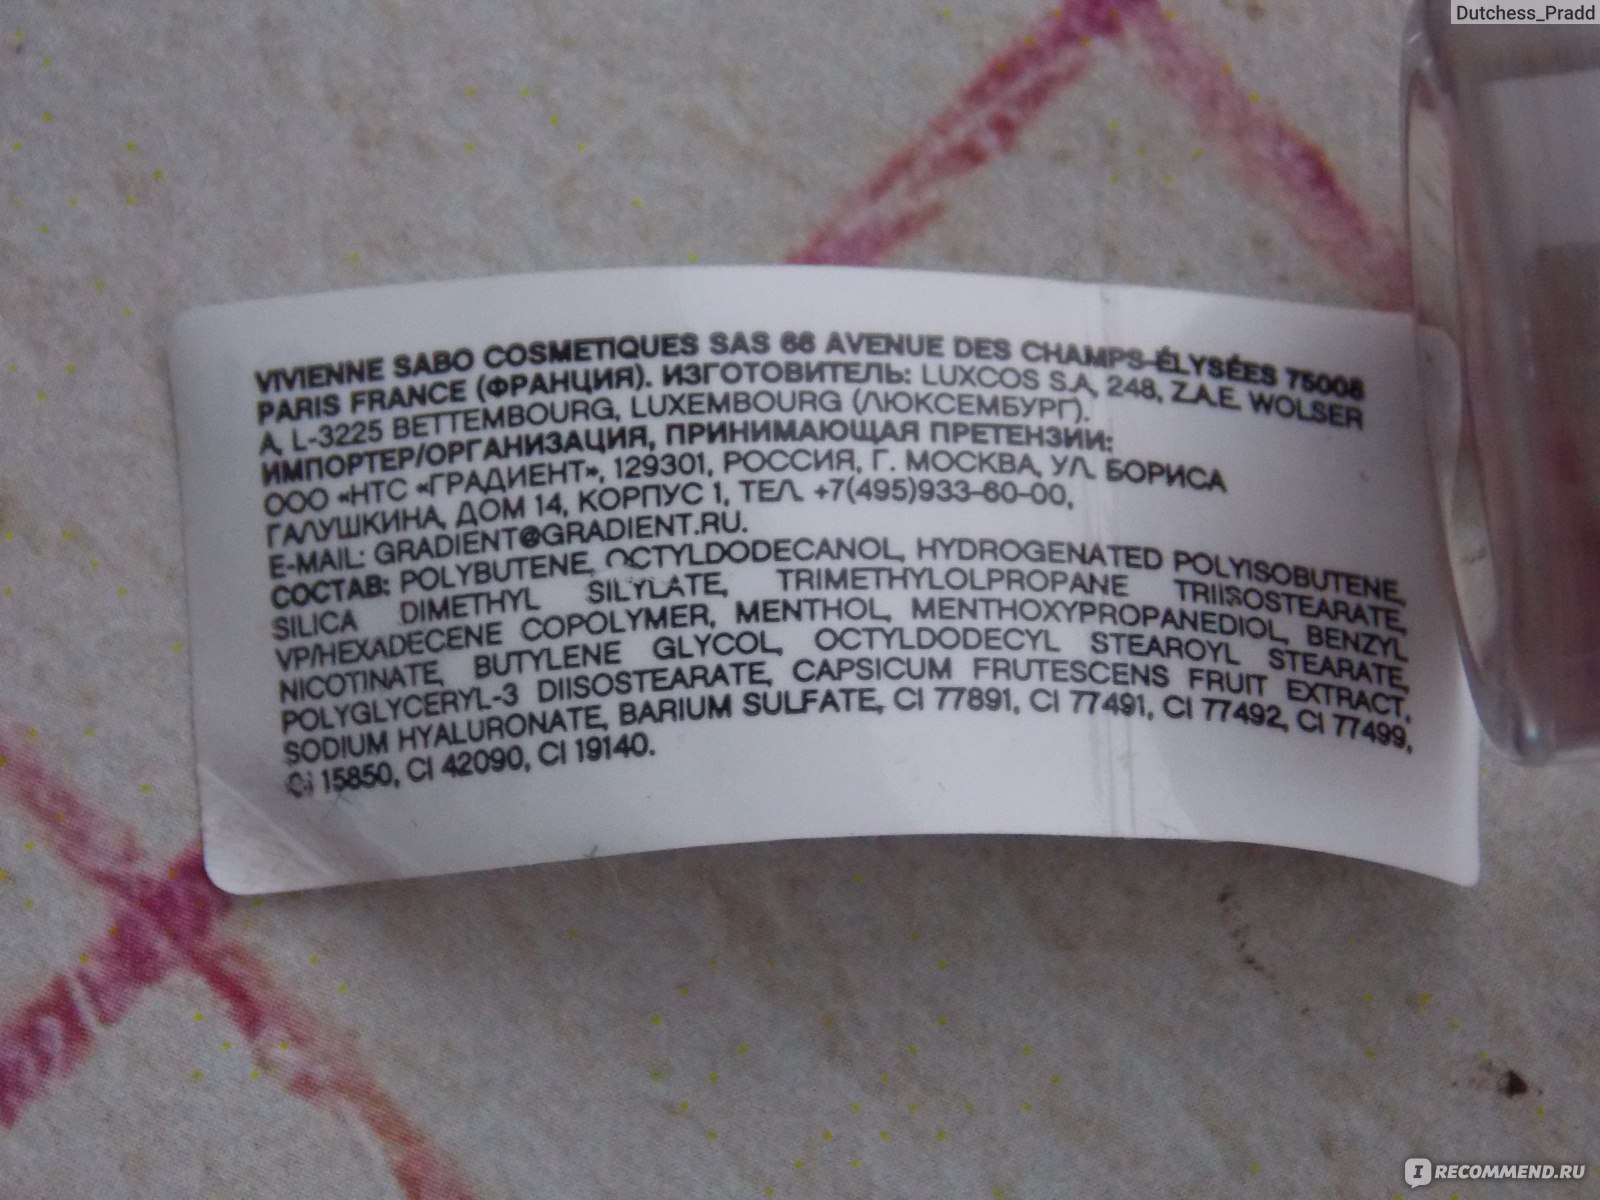 Dutchess_Pradd
VIVIENNE SABO COSMETIQUES SAS 66 AVENUE DES CHAMPS-ÉLYSÉES 75008
PARIS FRANCE (ФРАНЦИЯ). ИЗГОТОВИТЕЛЬ: LUXCOS S.A, 248, Z.A.E. WOLSER
A, L-3225 BETTEMBOURG, LUXEMBOURG (ЛЮКСЕМБУРГ).
ИМПОРТЕР/ОРГАНИЗАЦИЯ, ПРИНИМАЮЩАЯ ПРЕТЕНЗИИ:
ООО «НТС «ГРАДИЕНТ», 129301, РОССИЯ, Г. МОСКВА, УЛ. БОРИСА
ГАЛУШКИНА, ДОМ 14, КОРПУС 1, ТЕЛ. +7(495)933-60-00,
E-MAIL: GRADIENT@GRADIENT.RU.
СОСТАВ: POLYBUTENE, OCTYLDODECANOL, HYDROGENATED POLYISOBUTENE,
SILICA DIMETHYL SILYLATE, TRIMETHYLOLPROPANE TRIISOSTEARATE,
VP/HEXADECENE COPOLYMER, MENTHOL, MENTHOXYPROPANEDIOL, BENZYL
NICOTINATE, BUTYLENE GLYCOL, OCTYLDODECYL STEAROYL STEARATE,
POLYGLYCERYL-3 DIISOSTEARATE, CAPSICUM FRUTESCENS FRUIT EXTRACT,
SODIUM HYALURONATE, BARIUM SULFATE, CI 77891, CI 77491, CI 77492, CI 77499,
CI 15850, CI 42090, CI 19140.
IRECOMMEND.RU